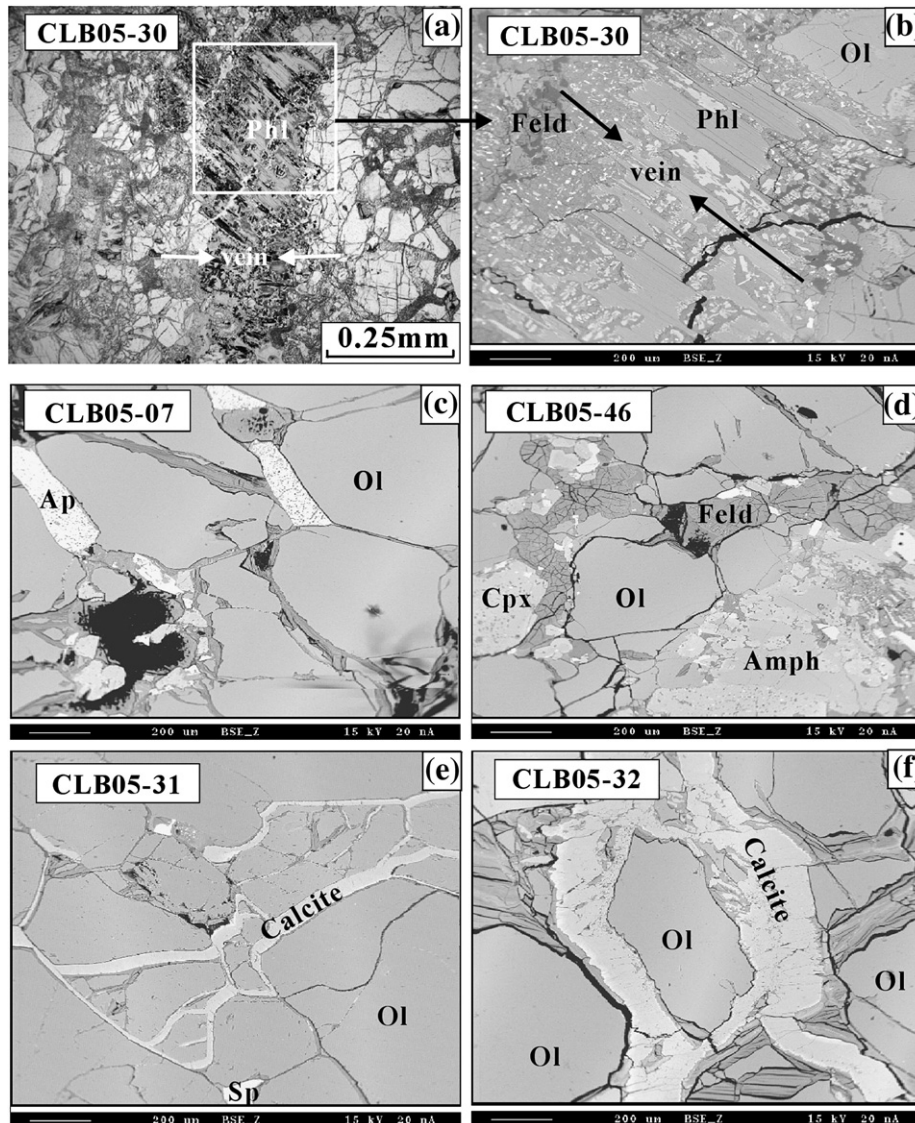 CLB05-30
(a)
Phl
vein
0.25mm
CLB05-30
(b)
Ol
Feld
Phl
vein
200 um BSE_Z 15 kV 20 nA
CLB05-07
(c)
Ap
Ol
200 um BSE_Z 15 kV 20 nA
CLB05-46
(d)
Feld
Cpx
Ol
Amph
200 um BSE_Z 15 kV 20 nA
CLB05-31
(e)
Calcite
Ol
Sp
200 um BSE_Z 15 kV 20 nA
CLB05-32
(f)
Calcite
Ol
Ol
Ol
200 um BSE_Z 15 kV 20 nA